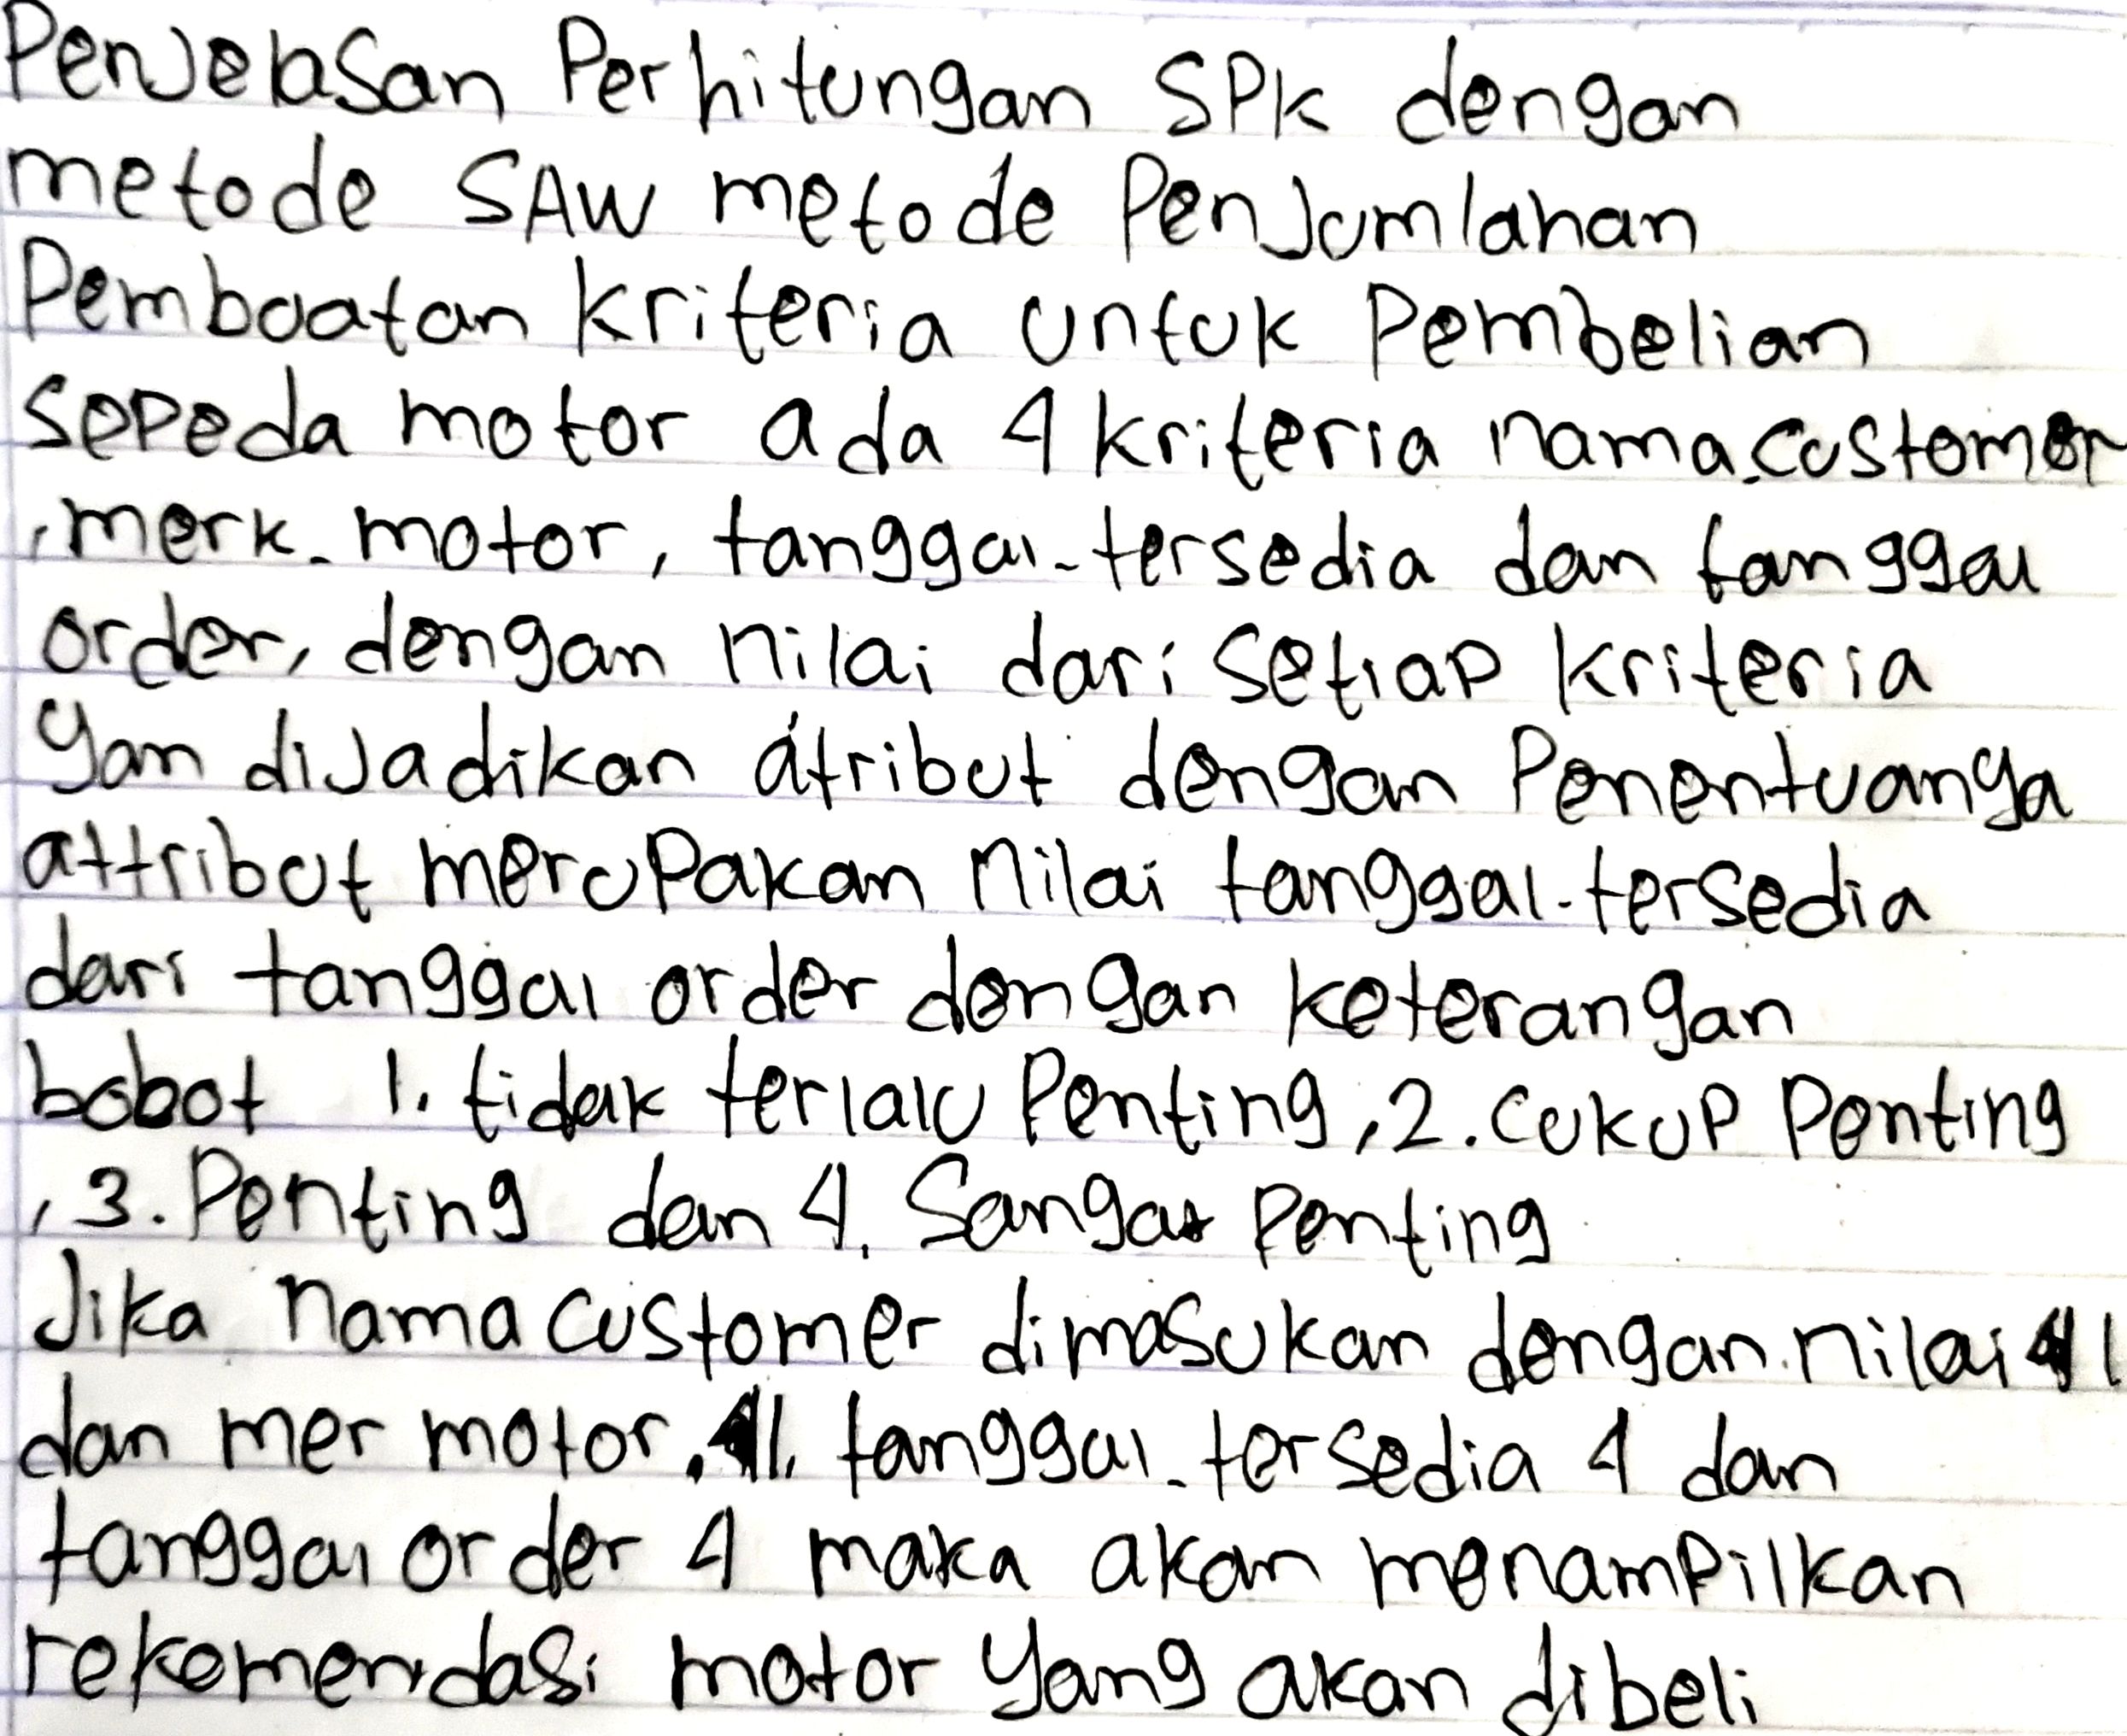 Penjelasan Perhitungan SPK dengan
metode SAW metode Penjumlahan
Pembuatan kriteria untuk Pembelian
sepeda motor ada 4 kriteria nama customer
, merk-motor, tanggal-tersedia dan tanggal
order, dengan nilai dari setiap kriteria
yan dijadikan atribut dengan Penentuanya
attribut merupakan nilai tanggal-tersedia
dari tanggal order dengan keterangan
bobot 1. tidak terlalu Penting, 2. cukup Penting
, 3. Penting dan 4. Sangat Penting
Jika nama customer dimasukan dengan nilai 1
dan mer motor, 1, tanggal-tersedia 4 dan
tanggal order 4 maka akan menampilkan
rekomendasi motor yang akan dibeli